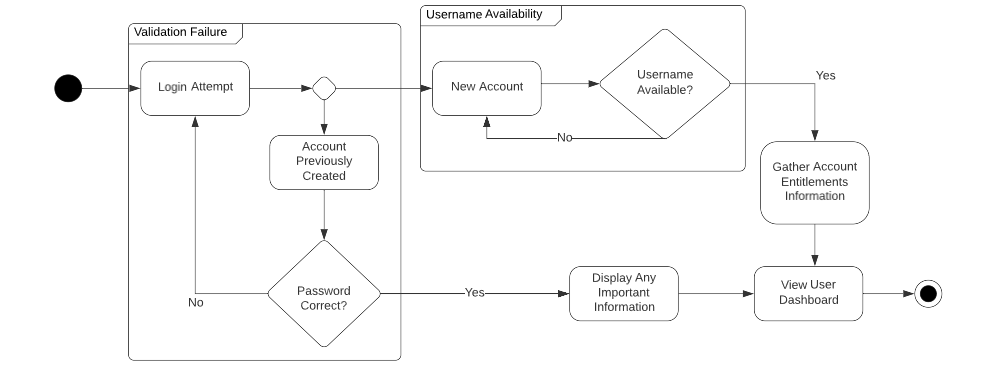 Validation Failure
Login Attempt
Account
Previously
Created
Password
Correct?
No
Yes
Username Availability
New Account
Username
Available?
No
Yes
Gather Account
Entitlements
Information
Display Any
Important
Information
View User
Dashboard